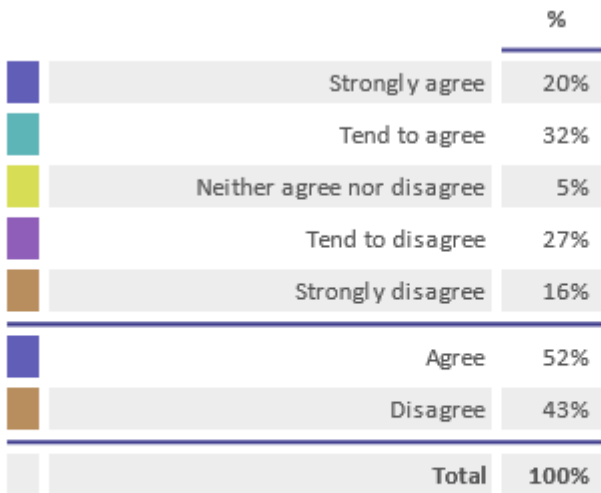 %
Strongly agree 20%
Tend to agree 32%
Neither agree nor disagree 5%
Tend to disagree 27%
Strongly disagree 16%
Agree 52%
Disagree 43%
Total 100%